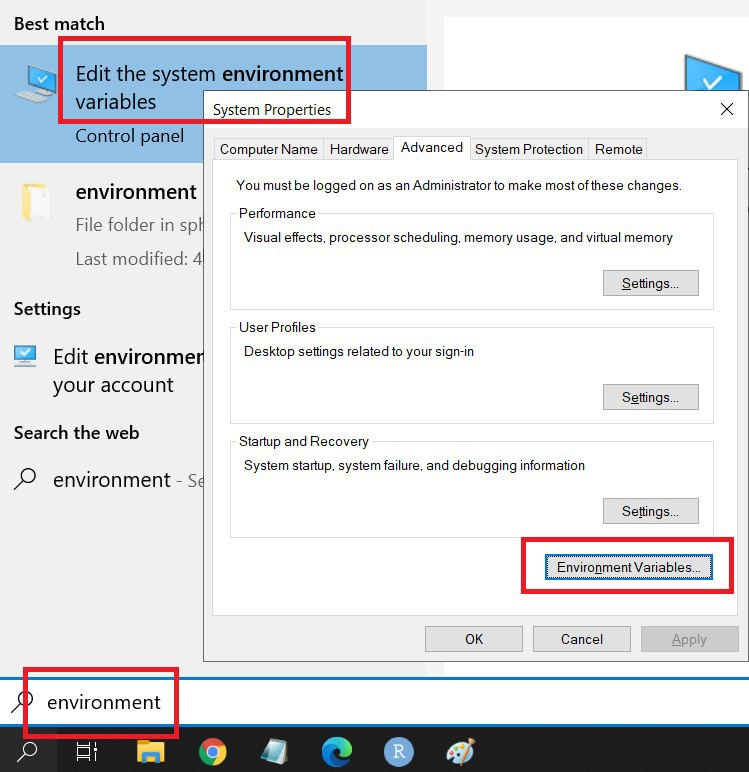 Best match
Edit the system environment
variables
Control panel
environment
File folder in
Last modified: 4
Settings
Edit
your account
Search the web
environment -
System Properties
Computer Name
Hardware
Advanced
System Protection
Remote
You must be logged on as an Administrator to make most of these changes.
Performance
Visual effects, processor scheduling, memory usage, and virtual memory
Settings...
User Profiles
Desktop settings related to your sign-in
Settings...
Startup and Recovery
System startup, system failure, and debugging information
Settings...
Environment Variables...
OK
Cancel
Apply
environment
R